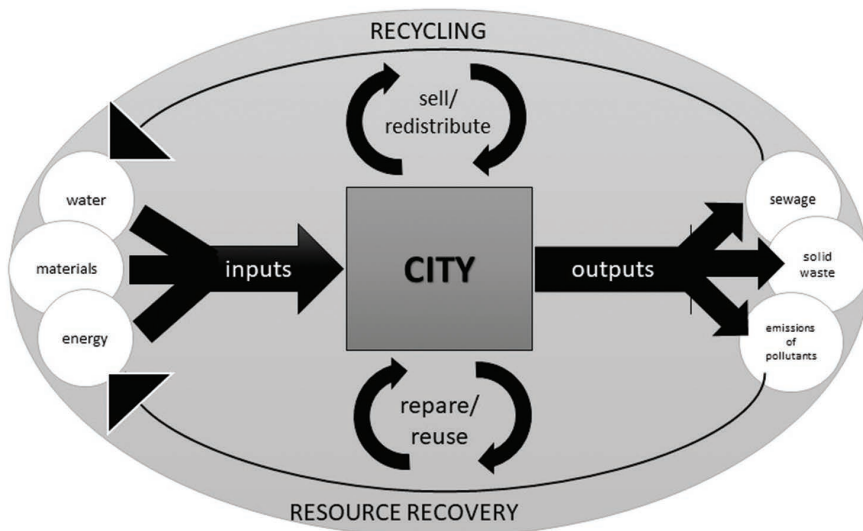 RECYCLING
sell/
redistribute
water
materials
energy
inputs
CITY
outputs
sewage
solid
waste
emissions
of
pollutants
repare/
reuse
RESOURCE RECOVERY